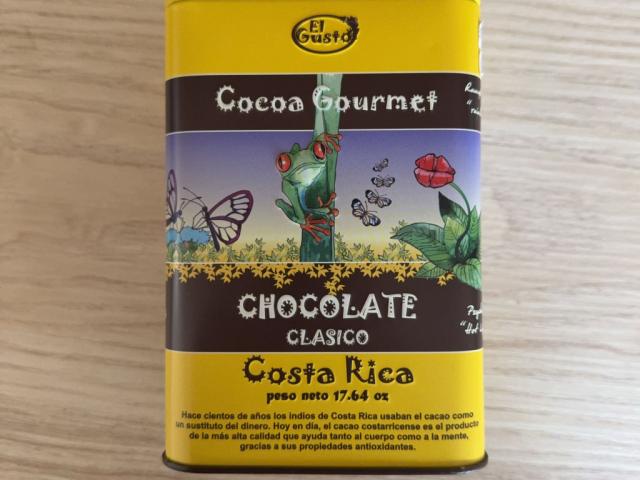 El
Gusto
Cocoa Gourmet
CHOCOLATE
CLASICO
"Hot
Costa Rica
peso neto 17.64 oz
Hace cientos de años los indios de Costa Rica usaban el cacao como
un sustituto del dinero. Hoy en día, el cacao costarricense es el producto
de la más alta calidad que ayuda tanto al cuerpo como a la mente,
gracias a sus propiedades antioxidantes.